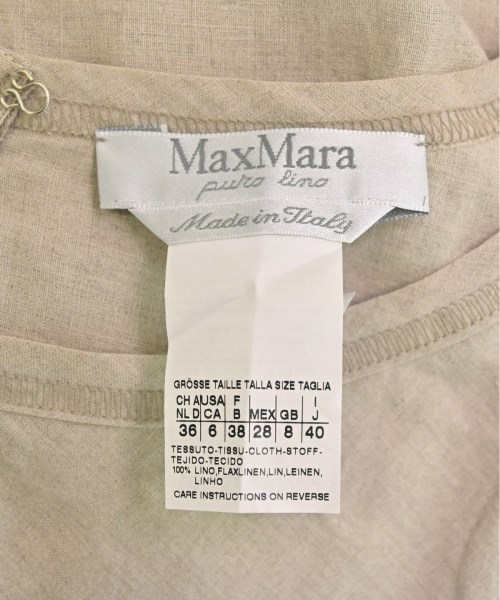 MaxMara
puro lino
Made in Italy
GRÖSSE TAILLE TALLA SIZE TAGLIA
CH A USA F I
NL D CA B MEX GB J
36 6 38 28 8 40
TESSUTO-TISSU-CLOTH-STOFF-
TEJIDO-TECIDO
100% LINO,FLAXLINEN,LIN,LEINEN,
LINHO
CARE INSTRUCTIONS ON REVERSE